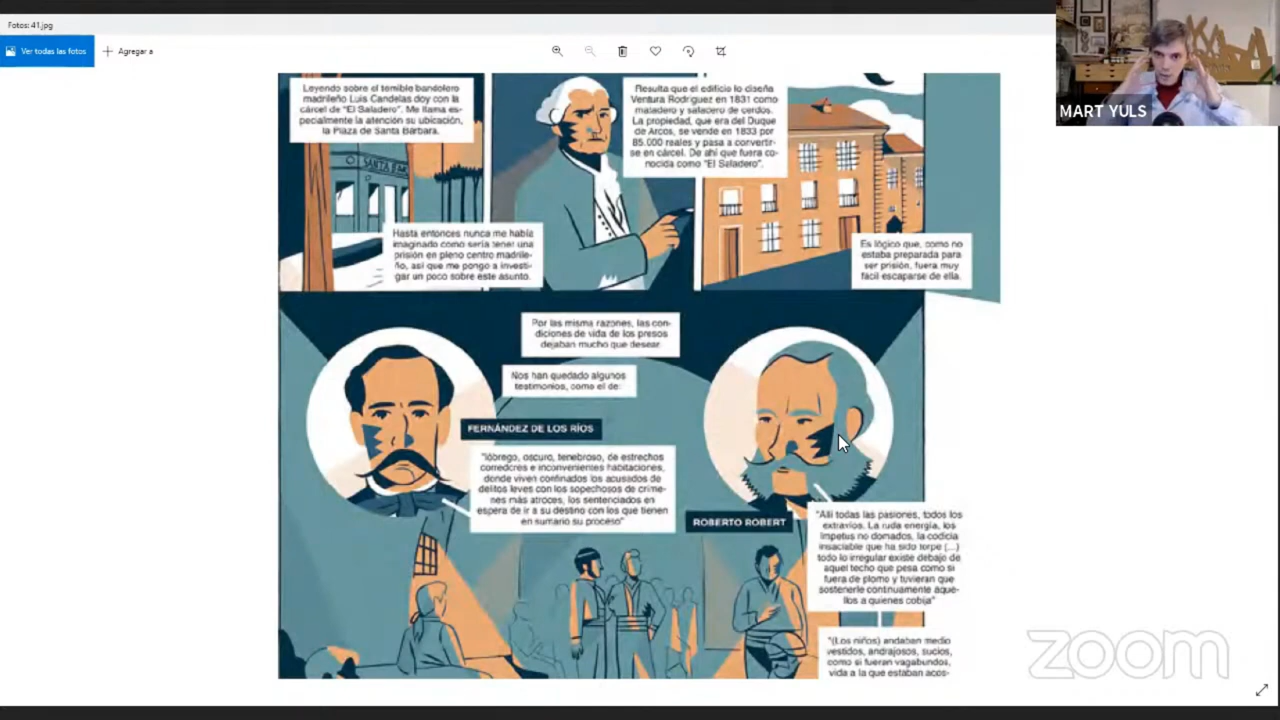 Fotos: 41.jpg
Ver todas las fotos
Agregar a
MART YULS
Leyendo sobre el temible bandolero
madrileño Luis Candelas doy con la
cárcel de "El Saladero". Me llama es-
pecialmente la atención su ubicación,
la Plaza de Santa Bárbara.
SANTA BAR
Hasta entonces nunca me había
imaginado como sería tener una
prisión en pleno centro madrile-
ño, así que me pongo a investi-
gar un poco sobre este asunto.
Resulta que el edificio lo diseña
Ventura Rodríguez en 1831 como
matadero y saladero de cerdos.
La propiedad, que era del Duque
de Arcos, se vende en 1833 por
85.000 reales y pasa a convertir-
se en cárcel. De ahí que fuera co-
nocida como "El Saladero".
Es lógico que, como no
estaba preparada para
ser prisión, fuera muy
fácil escaparse de ella.
Por las misma razones, las con-
diciones de vida de los presos
dejaban mucho que desear.
Nos han quedado algunos
testimonios, como el de:
FERNÁNDEZ DE LOS RÍOS
"lóbrego, oscuro, tenebroso, de estrechos
corredores e inconvenientes habitaciones,
donde viven confinados los acusados de
delitos leves con los sopechosos de críme-
nes más atroces, los sentenciados en
espera de ir a su destino con los que tienen
en sumario su proceso"
ROBERTO ROBERT
"Allí todas las pasiones, todos los
extravíos. La ruda energía, los
ímpetus no domados, la codicia
insaciable que ha sido torpe (...)
todo lo irregular existe debajo de
aquel techo que pesa como si
fuera de plomo y tuvieran que
sostenerle continuamente aque-
llos a quienes cobija"
"(Los niños) andaban medio
vestidos, andrajosos, sucios,
como si fueran vagabundos,
vida a la que estaban acos-
zoom